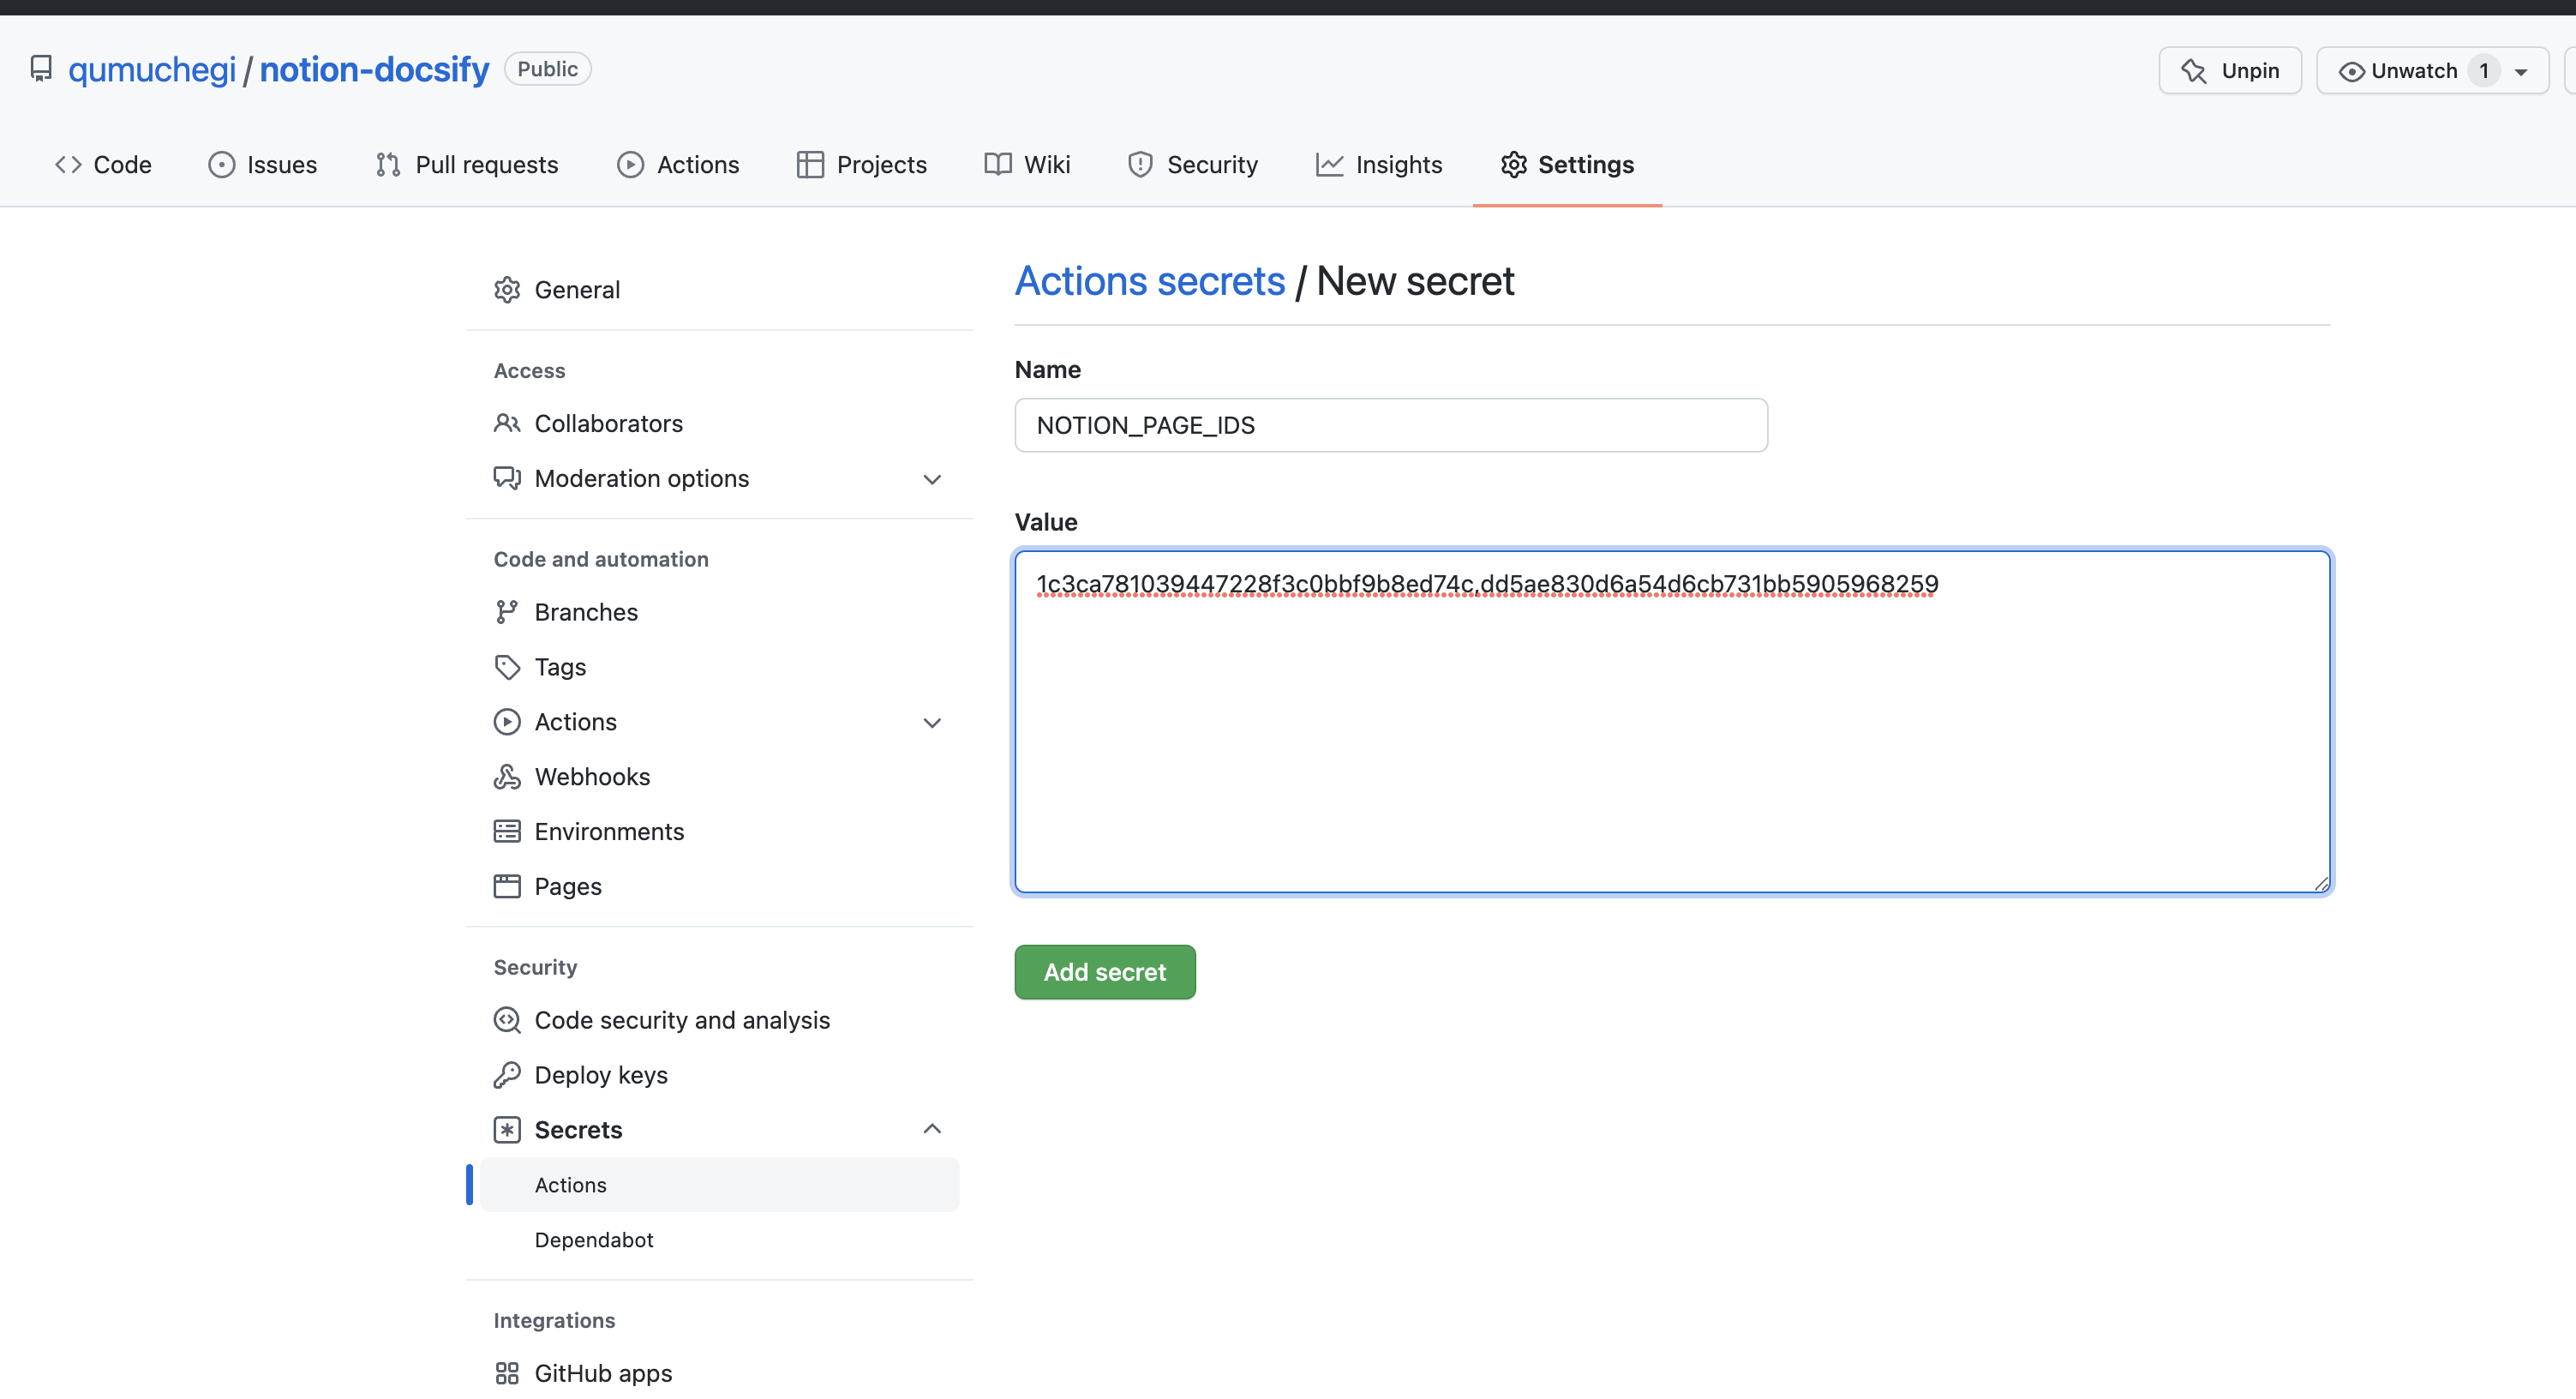 qumuchegi / notion-docsify Public
Unpin
Unwatch 1
Code
Issues
Pull requests
Actions
Projects
Wiki
Security
Insights
Settings
General
Access
Collaborators
Moderation options
Code and automation
Branches
Tags
Actions
Webhooks
Environments
Pages
Security
Code security and analysis
Deploy keys
Secrets
Actions
Dependabot
Integrations
GitHub apps
Actions secrets / New secret
Name
NOTION_PAGE_IDS
Value
1c3ca781039447228f3c0bbf9b8ed74c,dd5ae830d6a54d6cb731bb5905968259
Add secret